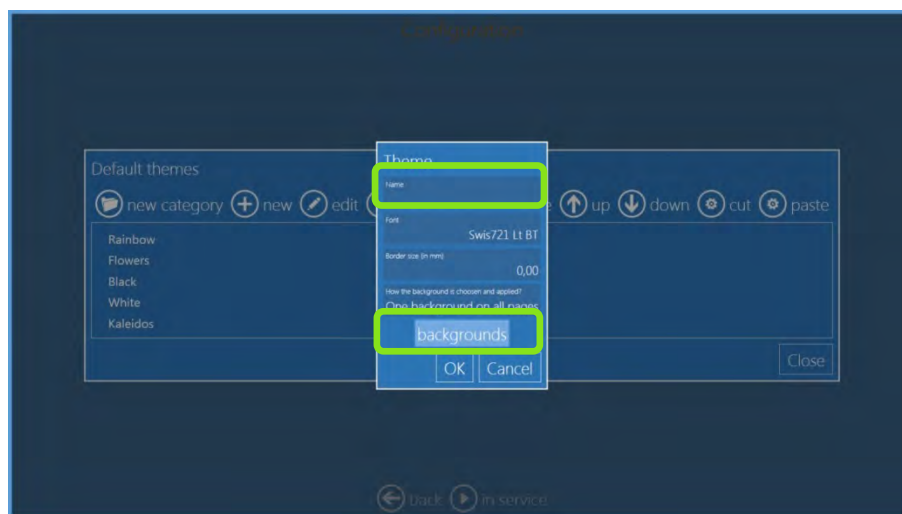 Configuration
Default themes
new category new edit
e up down cut paste
Rainbow
Flowers
Black
White
Kaleidos
Close
Theme
Name
Font
Swis721 Lt BT
Border size (in mm)
0,00
How the background is choosen and applied?
One background on all pages
backgrounds
OK Cancel
back in service